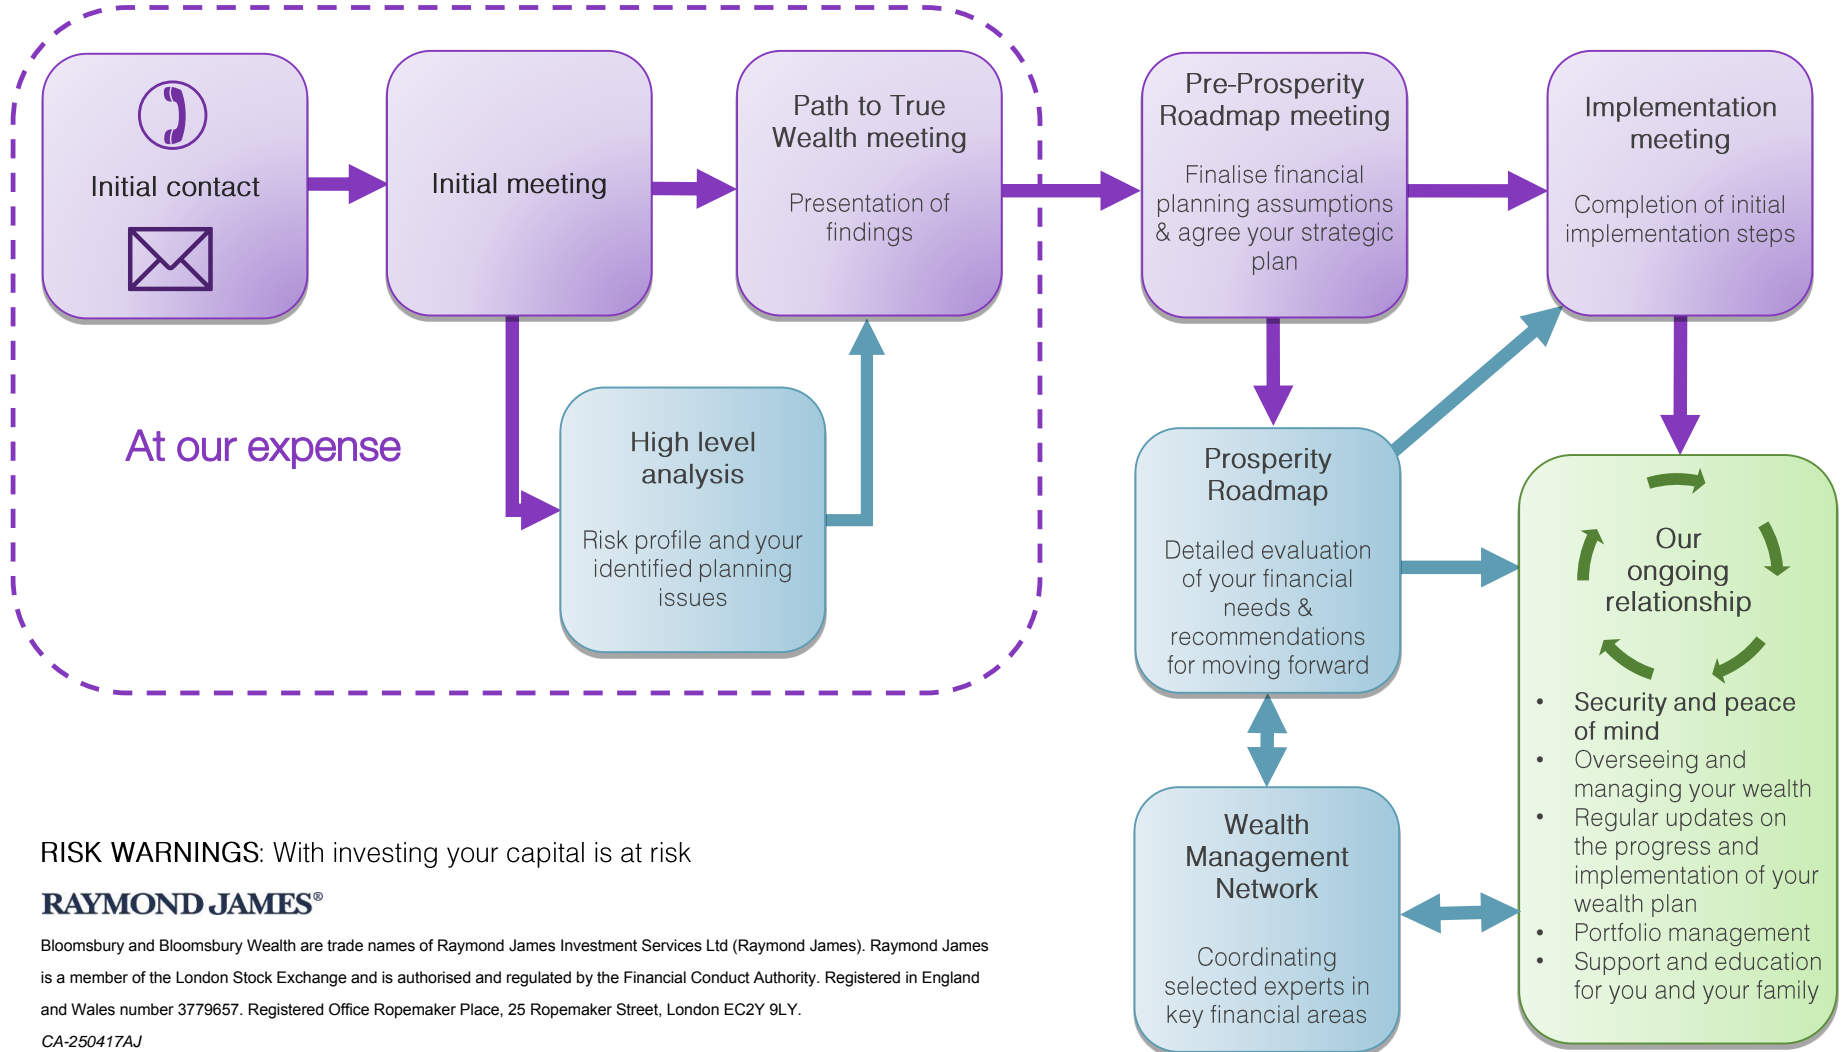 Initial contact
Initial meeting
Path to True
Wealth meeting
Presentation of
findings
Pre-Prosperity
Roadmap meeting
Finalise financial
planning assumptions
& agree your strategic
plan
Implementation
meeting
Completion of initial
implementation steps
At our expense
High level
analysis
Risk profile and your
identified planning
issues
Prosperity
Roadmap
Detailed evaluation
of your financial
needs &
recommendations
for moving forward
Our
ongoing
relationship
• Security and peace
of mind
• Overseeing and
managing your wealth
• Regular updates on
the progress and
implementation of your
wealth plan
• Portfolio management
• Support and education
for you and your family
Wealth
Management
Network
Coordinating
selected experts in
key financial areas
RISK WARNINGS: With investing your capital is at risk
RAYMOND JAMES®
Bloomsbury and Bloomsbury Wealth are trade names of Raymond James Investment Services Ltd (Raymond James). Raymond James
is a member of the London Stock Exchange and is authorised and regulated by the Financial Conduct Authority. Registered in England
and Wales number 3779657. Registered Office Ropemaker Place, 25 Ropemaker Street, London EC2Y 9LY.
CA-250417AJ